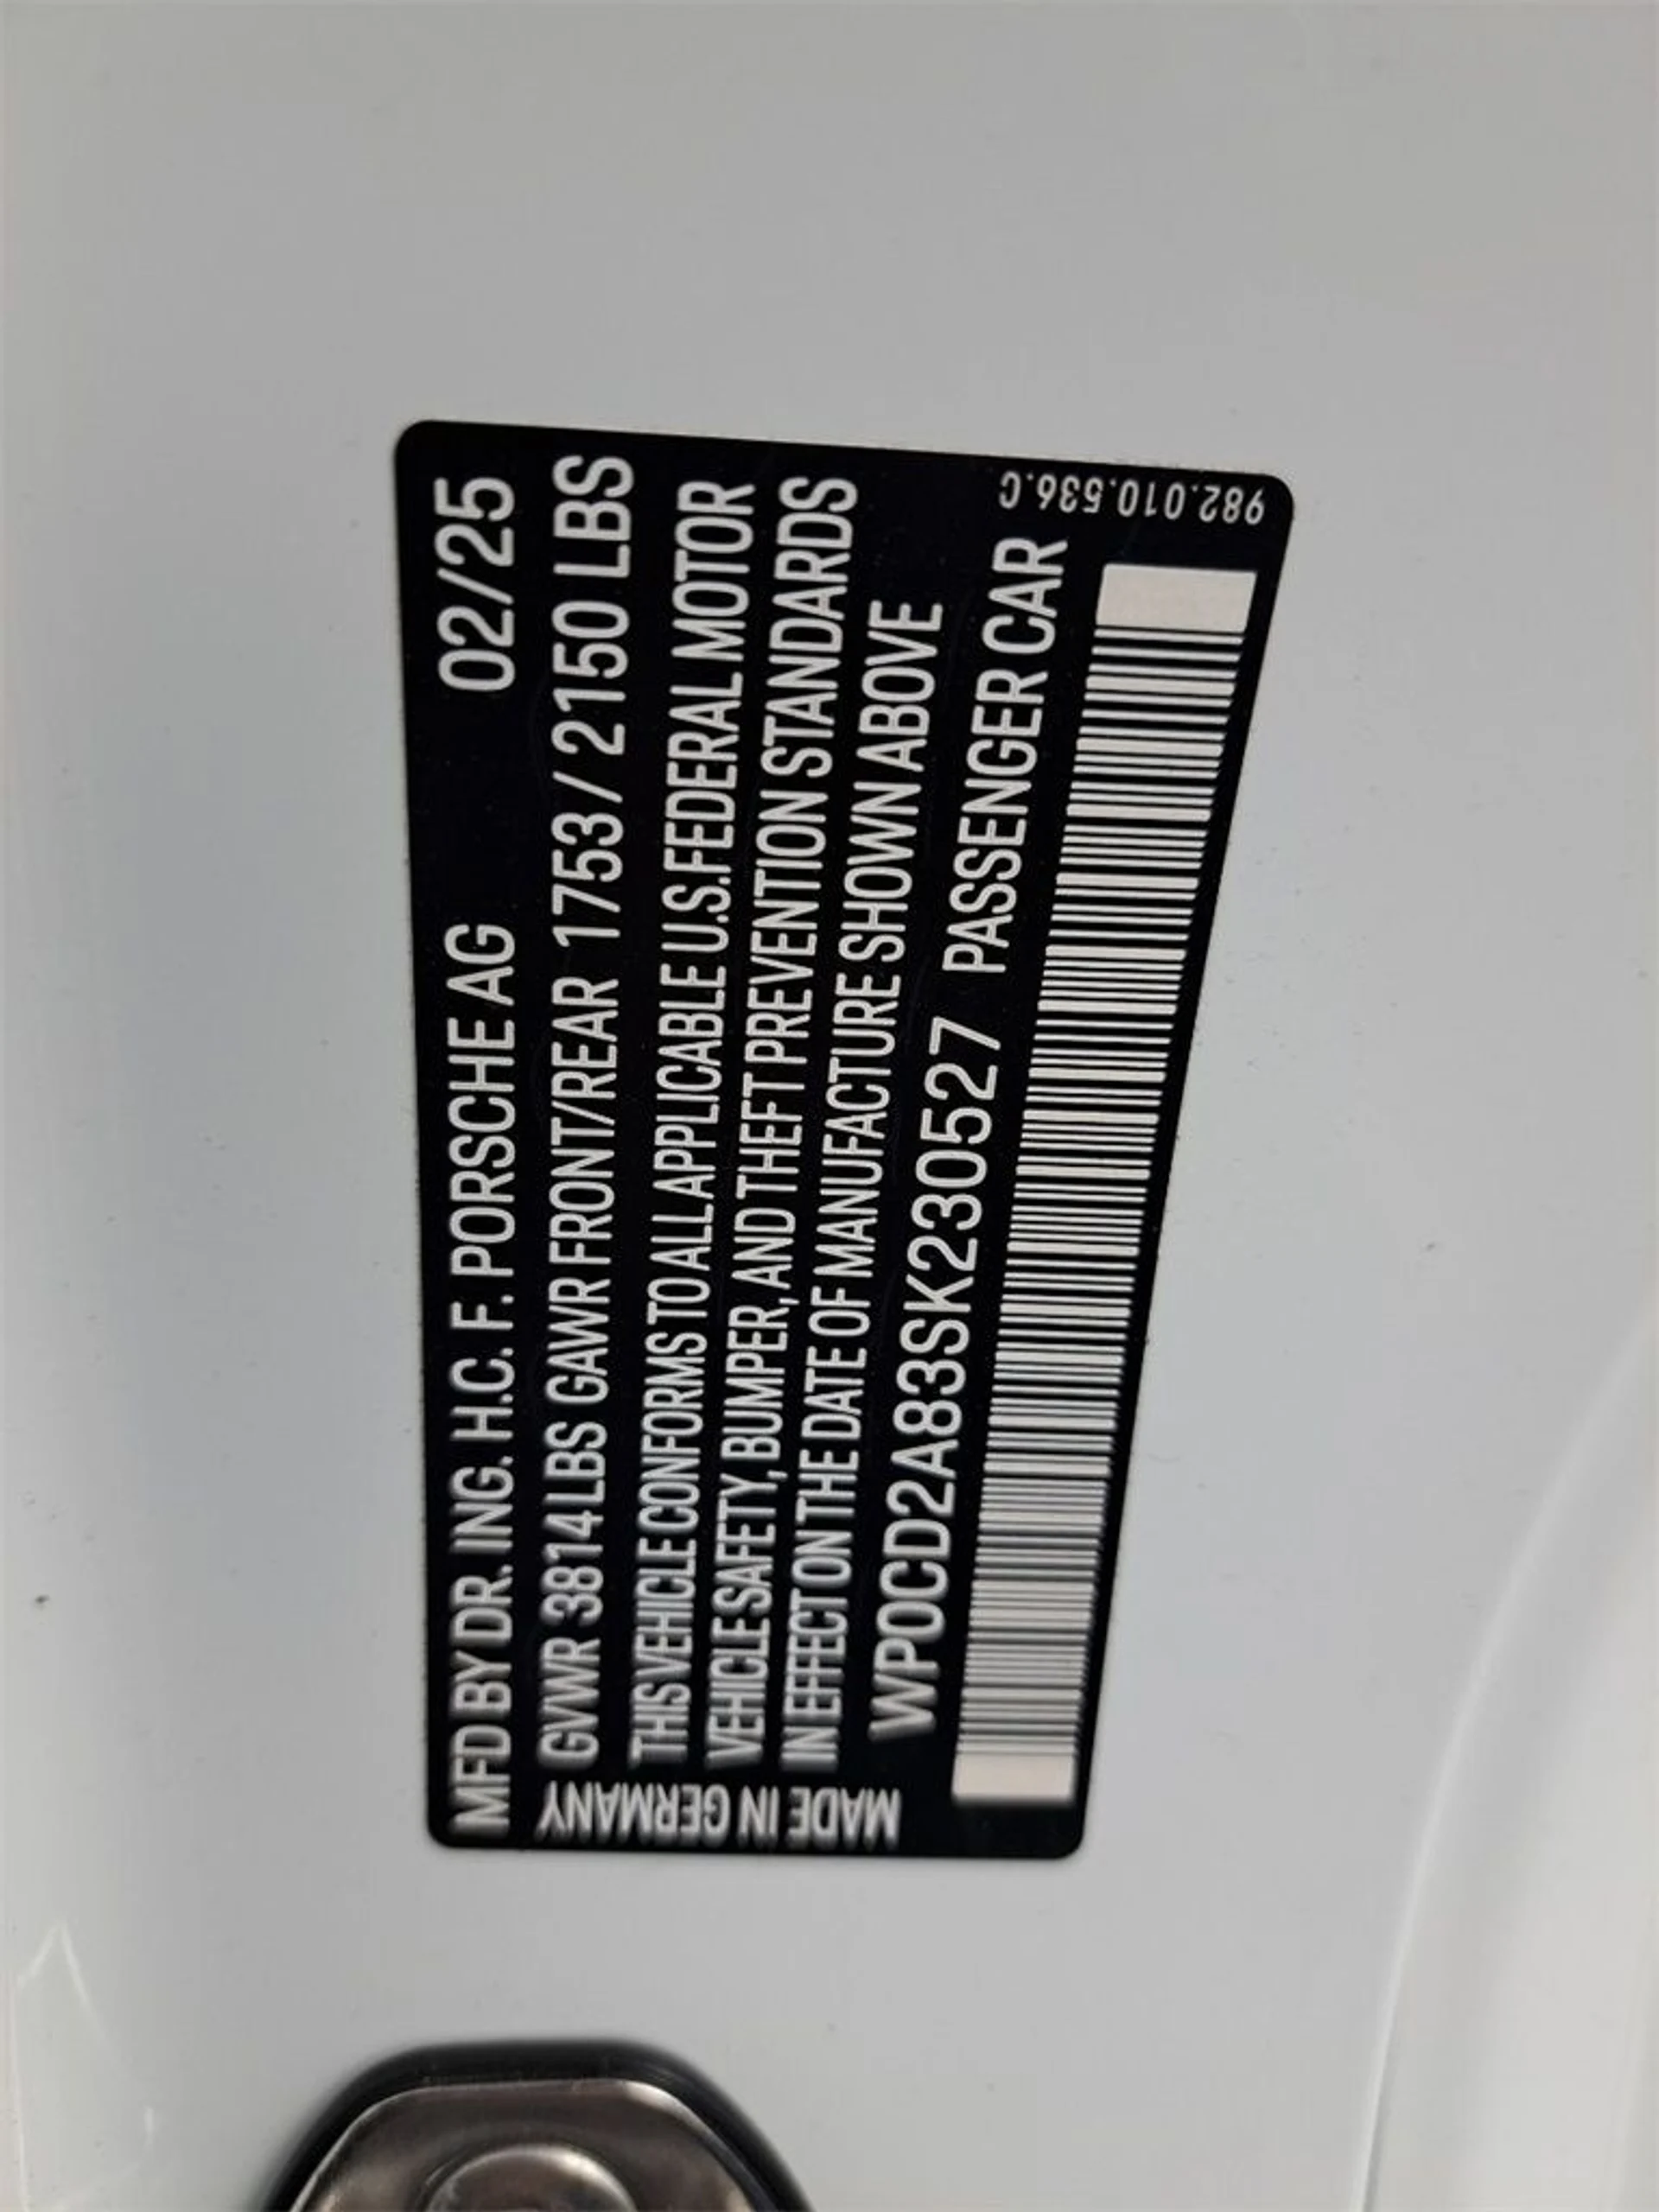 MFD BY DR. ING. H.C. F. PORSCHE AG 02/25
GVWR 3814 LBS GAWR FRONT/REAR 1753 / 2150 LBS
THIS VEHICLE CONFORMS TO ALL APPLICABLE U.S. FEDERAL MOTOR
VEHICLE SAFETY, BUMPER, AND THEFT PREVENTION STANDARDS
IN EFFECT ON THE DATE OF MANUFACTURE SHOWN ABOVE
WP0CD2A83SK230527 PASSENGER CAR
MADE IN GERMANY
982.010.536.C